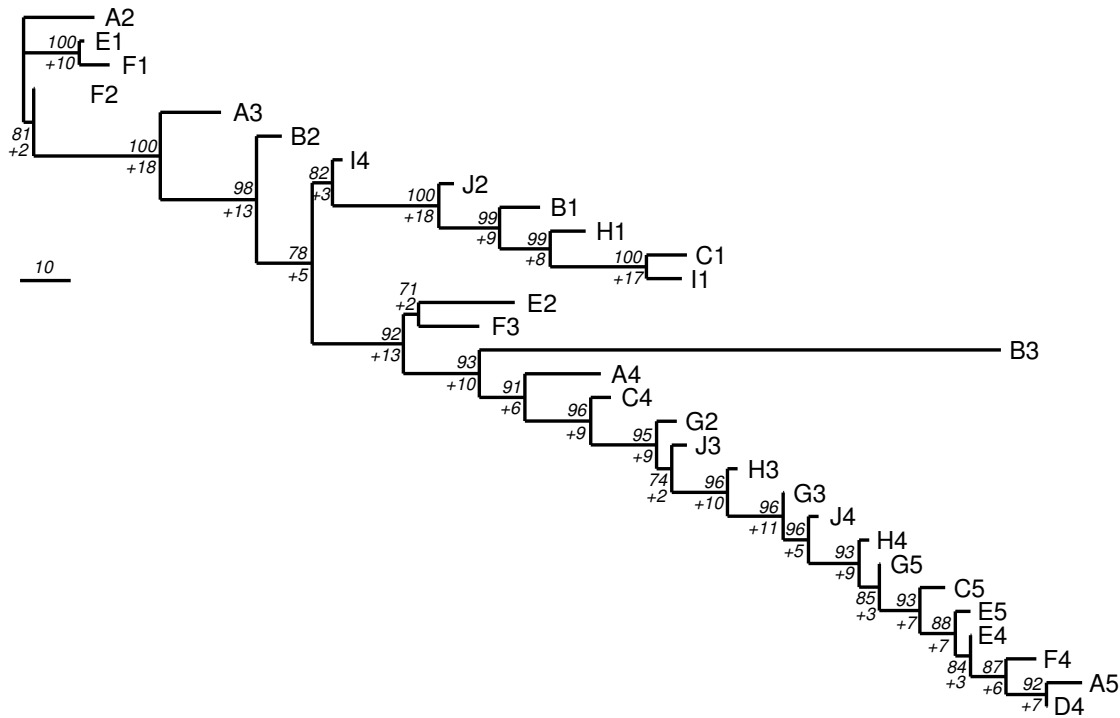 A2
E1
100
+10
F1
F2
A3
81
+2
100
+18
B2
I4
82
+3
98
+13
J2
100
+18
B1
99
+9
H1
99
+8
C1
100
+17
I1
78
+5
10
E2
71
+2
F3
92
+13
B3
93
+10
A4
91
+6
C4
96
+9
G2
95
+9
J3
74
+2
H3
96
+10
G3
96
+11
J4
96
+5
H4
93
+9
G5
85
+3
C5
93
+7
E5
88
+7
E4
84
+3
F4
87
+6
A5
92
+7
D4